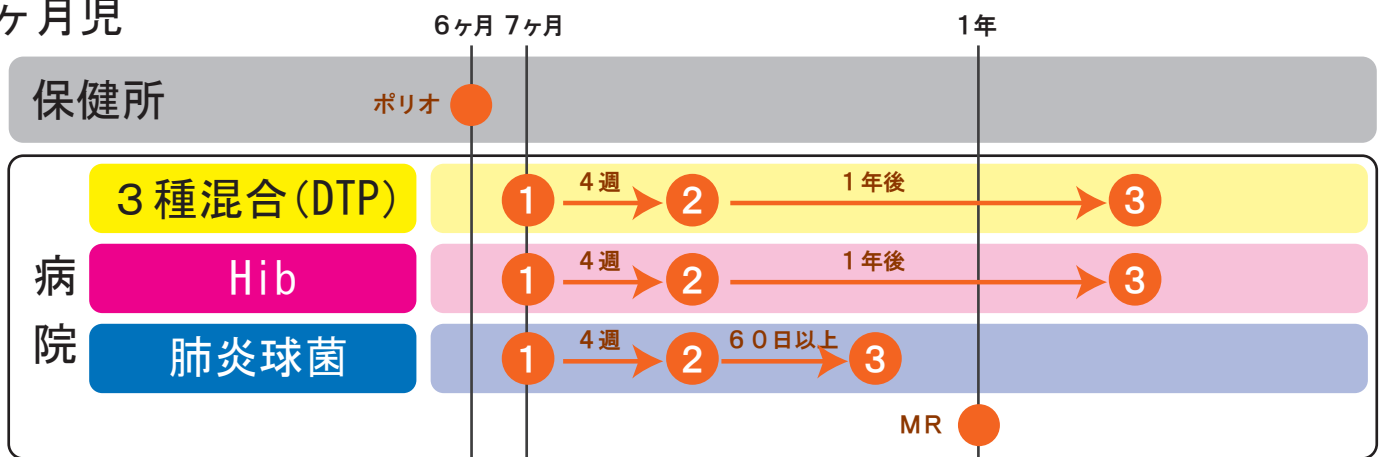 ヶ月児
6ヶ月 7ヶ月 1年
保健所 ポリオ
病院
3種混合(DTP) 1 4週 2 1年後 3
Hib 1 4週 2 1年後 3
肺炎球菌 1 4週 2 60日以上 3
MR